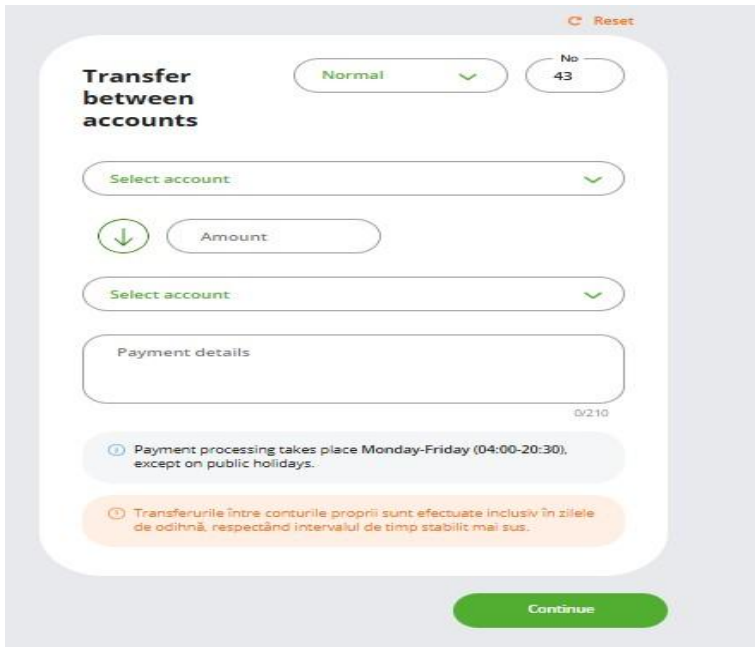 Reset
Transfer
between
accounts
Normal
No
43
Select account
Amount
Select account
Payment details
0/210
Payment processing takes place Monday-Friday (04:00-20:30),
except on public holidays.
Transferurile între conturile proprii sunt efectuate inclusiv în zilele
de odihnă, respectând intervalul de timp stabilit mai sus.
Continue